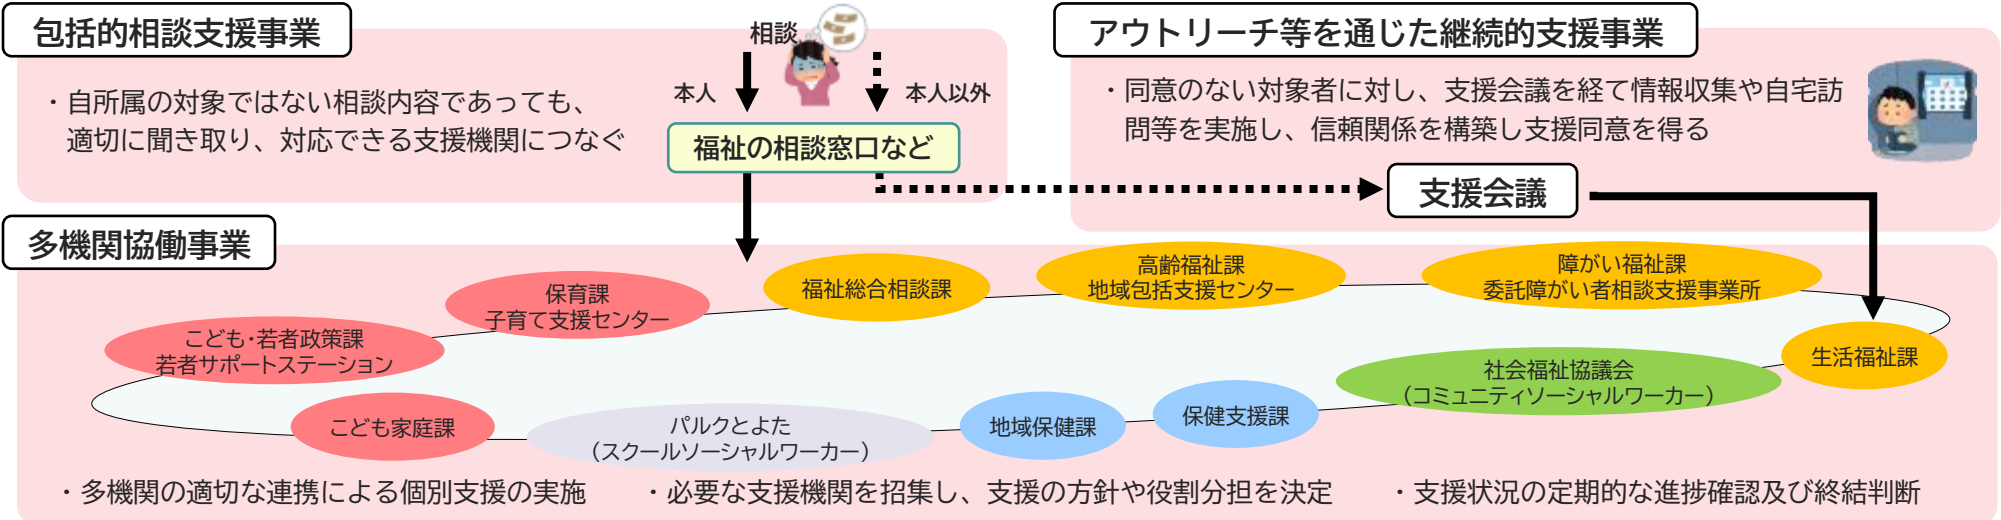 包括的相談支援事業
相談
本人
本人以外
・自所属の対象ではない相談内容であっても、
適切に聞き取り、対応できる支援機関につなぐ
福祉の相談窓口など
アウトリーチ等を通じた継続的支援事業
・同意のない対象者に対し、支援会議を経て情報収集や自宅訪
問等を実施し、信頼関係を構築し支援同意を得る
支援会議
多機関協働事業
保育課
子育て支援センター
福祉総合相談課
高齢福祉課
地域包括支援センター
障がい福祉課
委託障がい者相談支援事業所
こども・若者政策課
若者サポートステーション
生活福祉課
社会福祉協議会
（コミュニティソーシャルワーカー）
こども家庭課
パルクとよた
（スクールソーシャルワーカー）
地域保健課
保健支援課
・多機関の適切な連携による個別支援の実施
・必要な支援機関を招集し、支援の方針や役割分担を決定
・支援状況の定期的な進捗確認及び終結判断